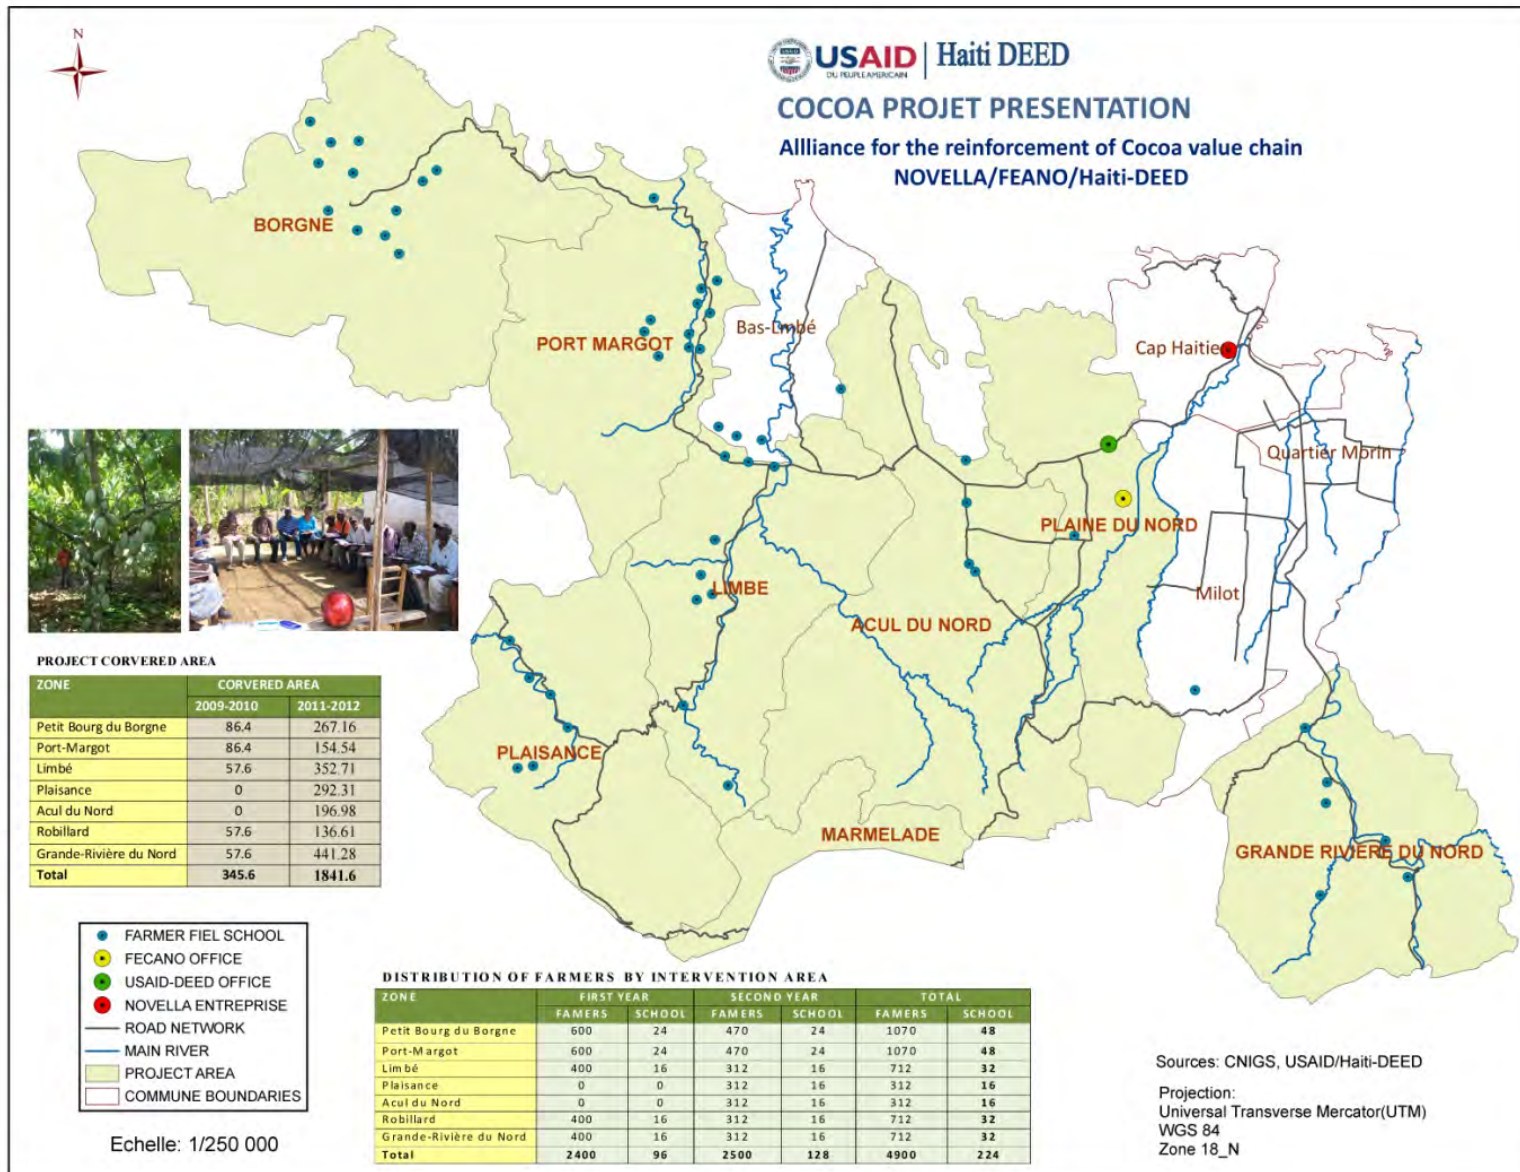 N
USAID | Haiti DEED
DU PEUPLE AMERICAIN
COCOA PROJET PRESENTATION
Allliance for the reinforcement of Cocoa value chain
NOVELLA/FEANO/Haiti-DEED
BORGNE
PORT MARGOT
Bas-Lmbé
Cap Haitie
Quartier Morin
PLAINE DU NORD
LIMBE
Milot
ACUL DU NORD
PLAISANCE
MARMELADE
GRANDE RIVIERE DU NORD
PROJECT CORVERED AREA
ZONE CORVERED AREA
2009-2010 2011-2012
Petit Bourg du Borgne 86.4 267.16
Port-Margot 86.4 154.54
Limbé 57.6 352.71
Plaisance 0 292.31
Acul du Nord 0 196.98
Robillard 57.6 136.61
Grande-Rivière du Nord 57.6 441.28
Total 345.6 1841.6
FARMER FIEL SCHOOL
FECANO OFFICE
USAID-DEED OFFICE
NOVELLA ENTREPRISE
ROAD NETWORK
MAIN RIVER
PROJECT AREA
COMMUNE BOUNDARIES
Echelle: 1/250 000
DISTRIBUTION OF FARMERS BY INTERVENTION AREA
ZONE FIRST YEAR SECOND YEAR TOTAL
FAMERS SCHOOL FAMERS SCHOOL FAMERS SCHOOL
Petit Bourg du Borgne 600 24 470 24 1070 48
Port-Margot 600 24 470 24 1070 48
Limbé 400 16 312 16 712 32
Plaisance 0 0 312 16 312 16
Acul du Nord 0 0 312 16 312 16
Robillard 400 16 312 16 712 32
Grande-Rivière du Nord 400 16 312 16 712 32
Total 2400 96 2500 128 4900 224
Sources: CNIGS, USAID/Haiti-DEED
Projection:
Universal Transverse Mercator(UTM)
WGS 84
Zone 18_N